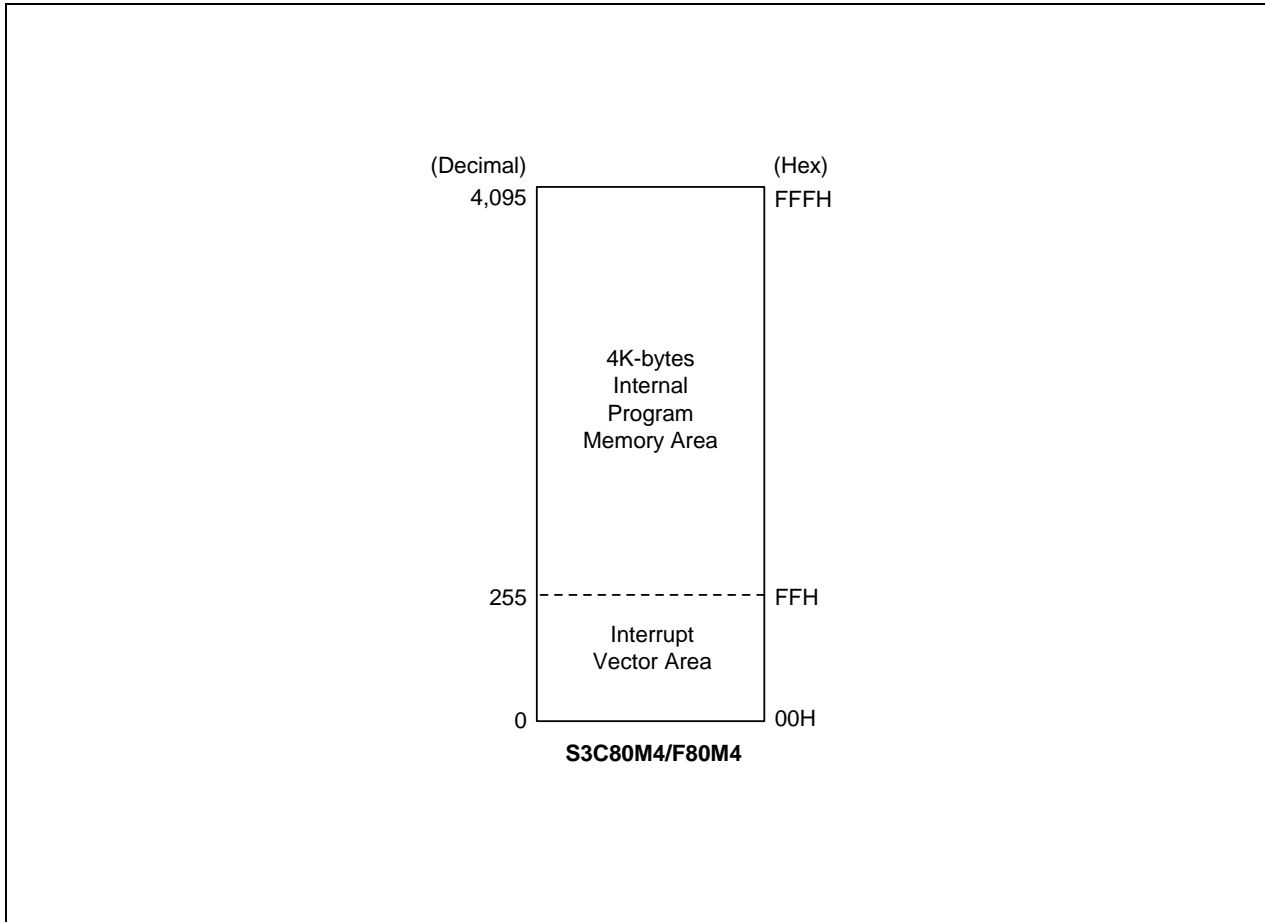 (Decimal) (Hex)
4,095 FFFH
4K-bytes
Internal
Program
Memory Area
255 FFH
Interrupt
Vector Area
0 00H
S3C80M4/F80M4